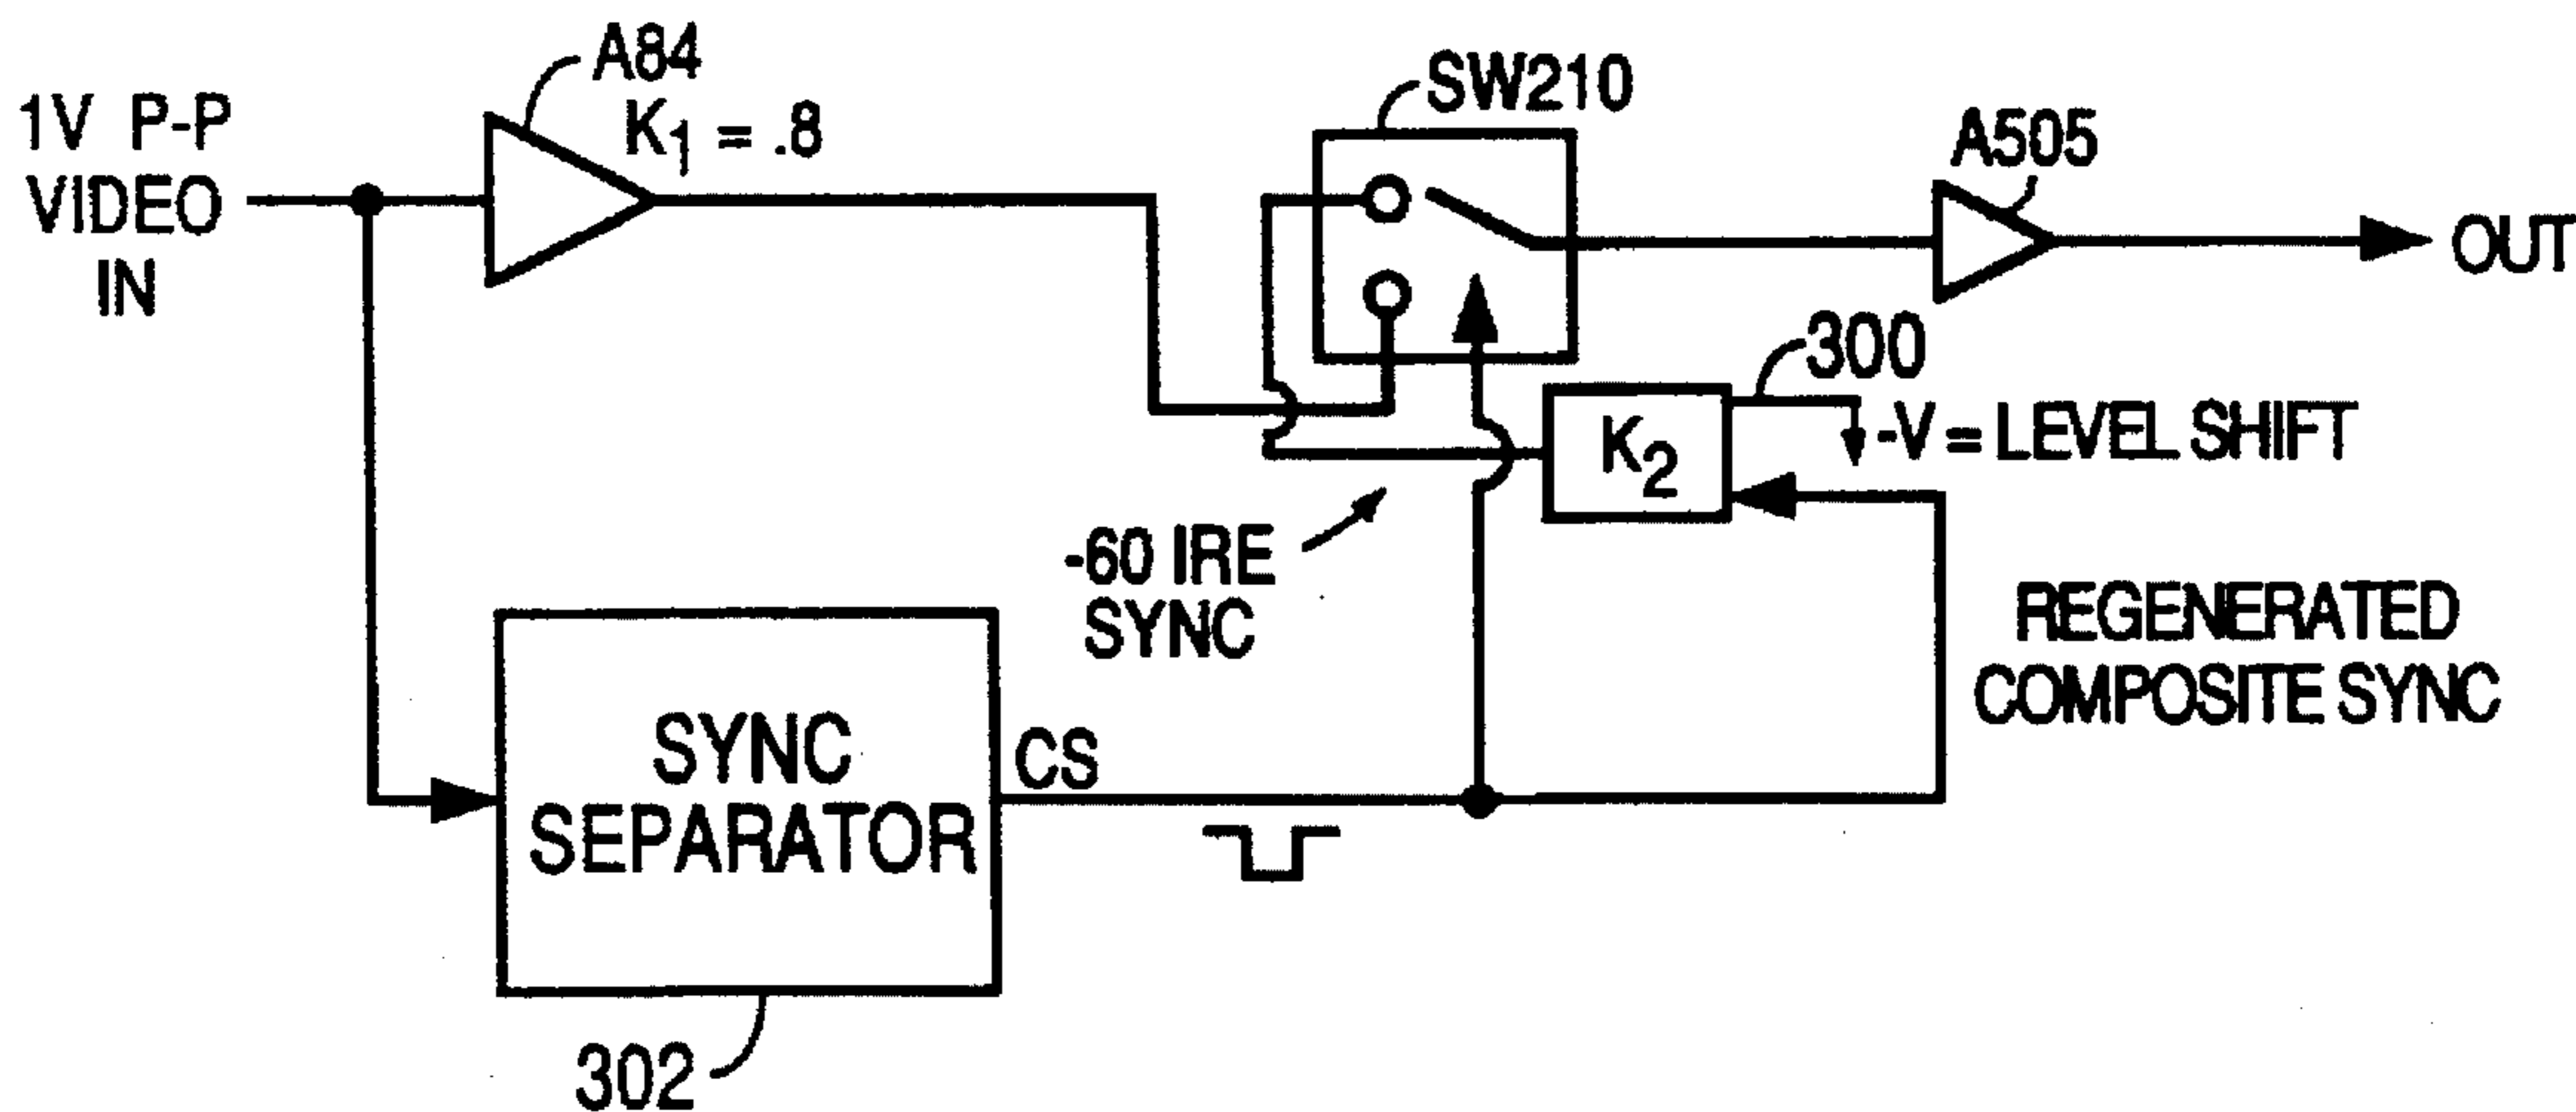 1V P-P
VIDEO
IN
A84
K1 = .8
SW210
A505
OUT
300
K2
-V = LEVEL SHIFT
-60 IRE
SYNC
REGENERATED
COMPOSITE SYNC
SYNC
SEPARATOR
CS
302